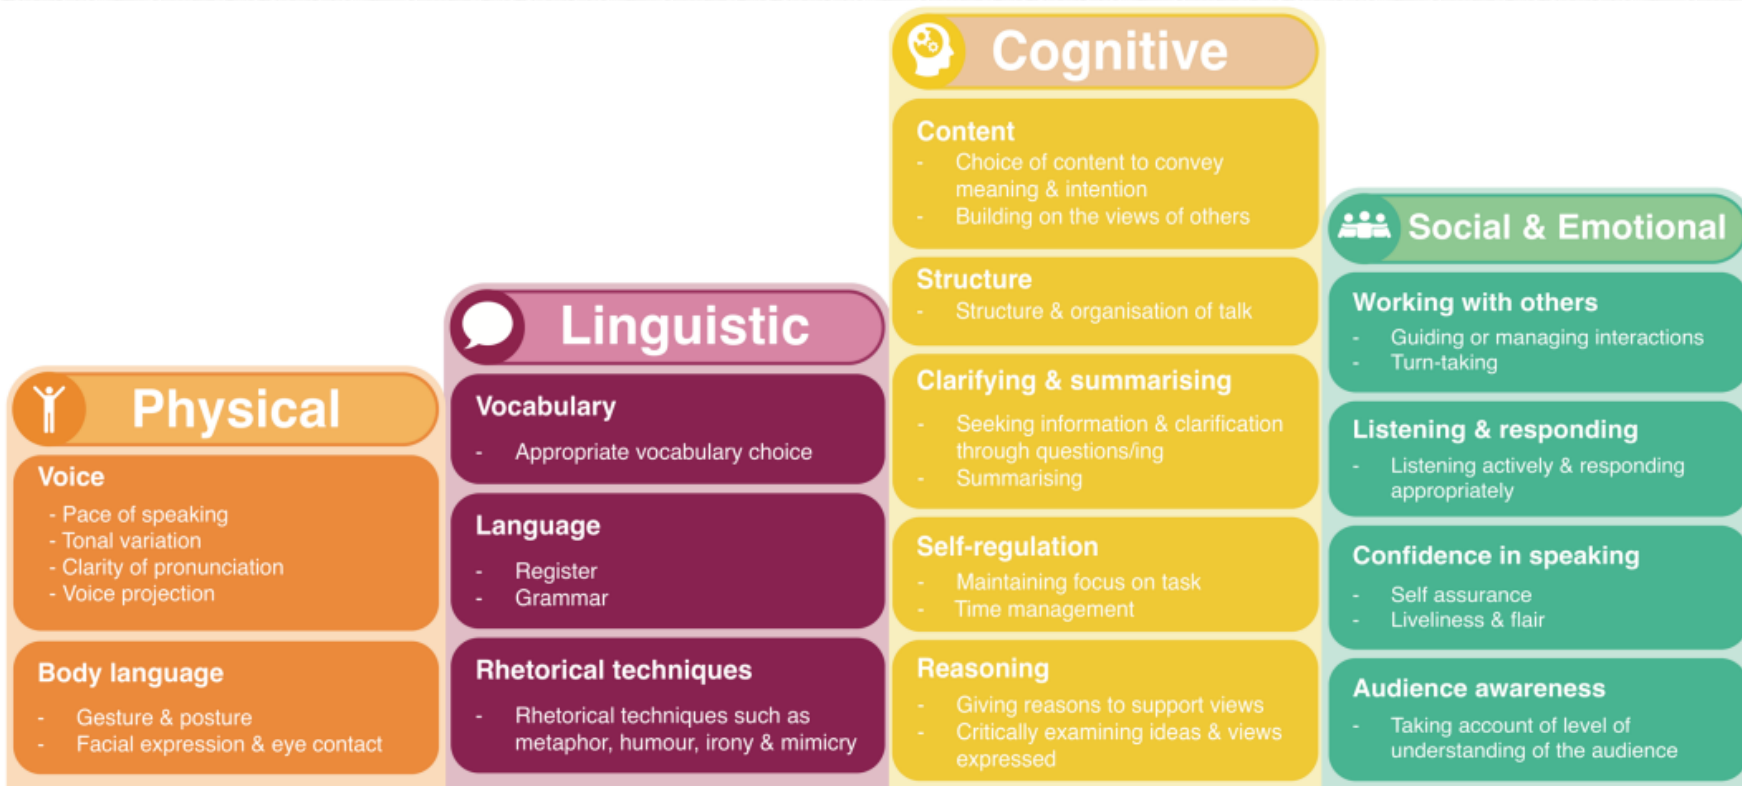 Physical
Voice
- Pace of speaking
- Tonal variation
- Clarity of pronunciation
- Voice projection
Body language
- Gesture & posture
- Facial expression & eye contact
Linguistic
Vocabulary
- Appropriate vocabulary choice
Language
- Register
- Grammar
Rhetorical techniques
- Rhetorical techniques such as
metaphor, humour, irony & mimicry
Cognitive
Content
- Choice of content to convey
meaning & intention
- Building on the views of others
Structure
- Structure & organisation of talk
Clarifying & summarising
- Seeking information & clarification
through questions/ing
- Summarising
Self-regulation
- Maintaining focus on task
- Time management
Reasoning
- Giving reasons to support views
- Critically examining ideas & views
expressed
Social & Emotional
Working with others
- Guiding or managing interactions
- Turn-taking
Listening & responding
- Listening actively & responding
appropriately
Confidence in speaking
- Self assurance
- Liveliness & flair
Audience awareness
- Taking account of level of
understanding of the audience